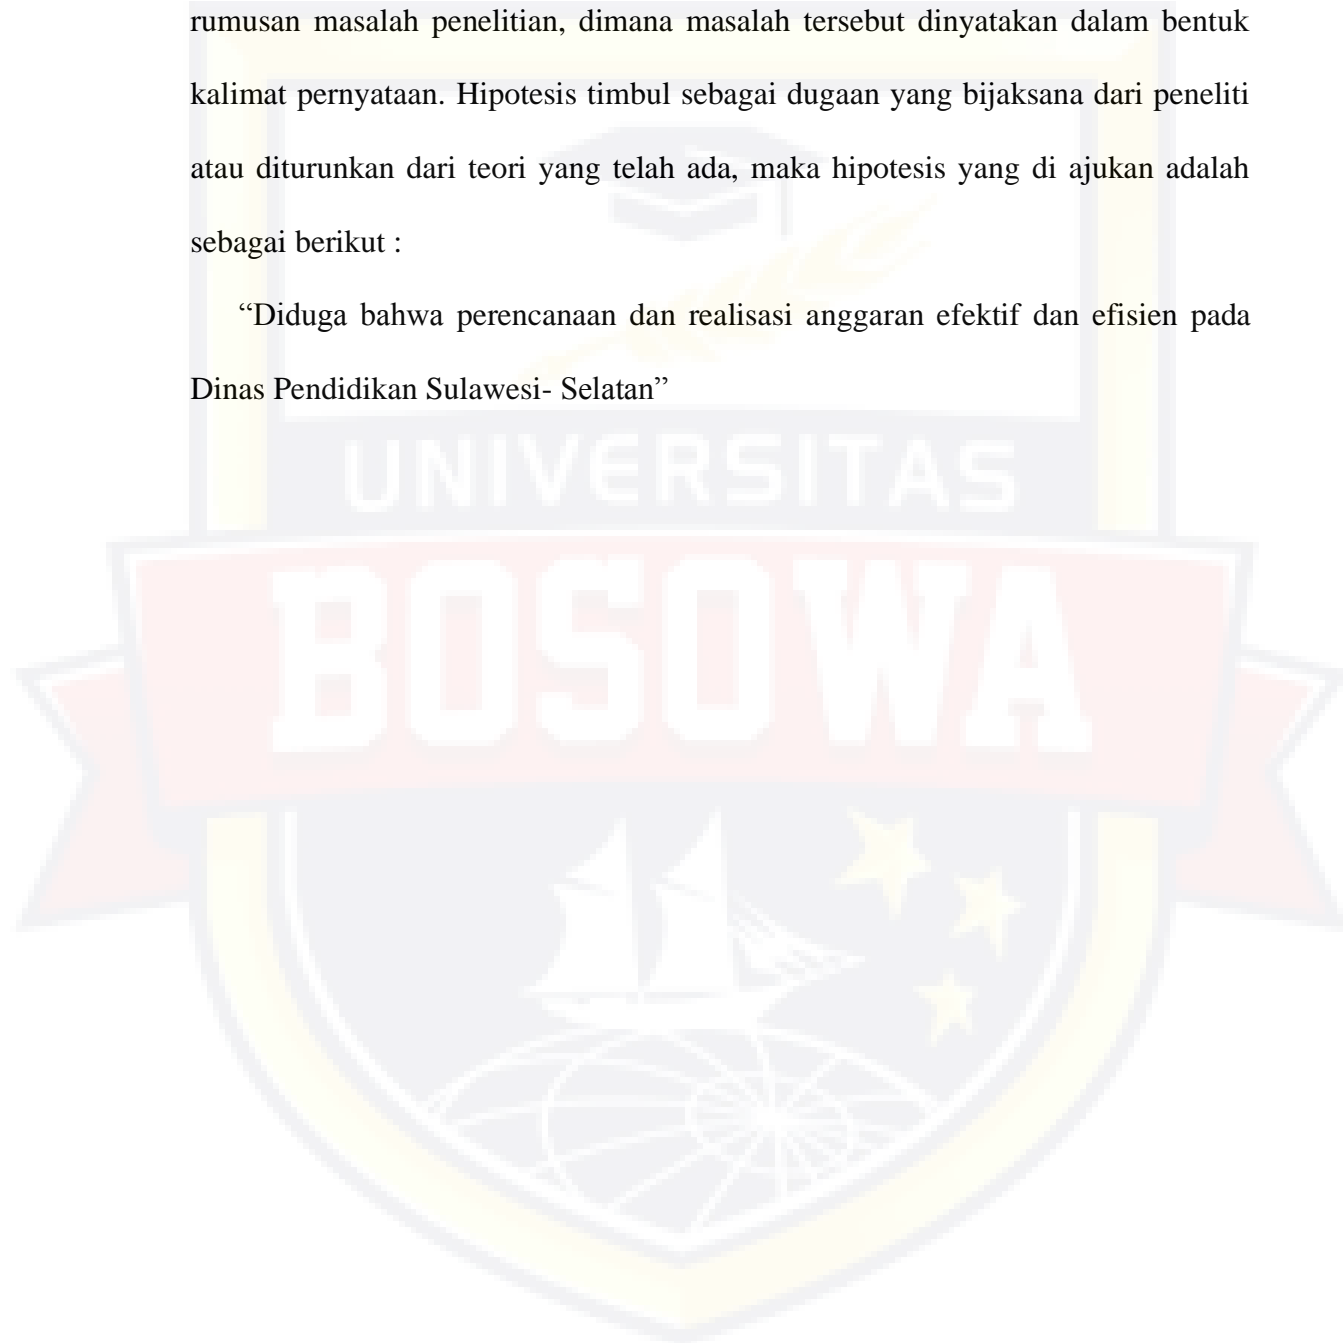 rumusan masalah penelitian, dimana masalah tersebut dinyatakan dalam bentuk
kalimat pernyataan. Hipotesis timbul sebagai dugaan yang bijaksana dari peneliti
atau diturunkan dari teori yang telah ada, maka hipotesis yang di ajukan adalah
sebagai berikut :
“Diduga bahwa perencanaan dan realisasi anggaran efektif dan efisien pada
Dinas Pendidikan Sulawesi- Selatan”
UNIVERSITAS
BOSOWA